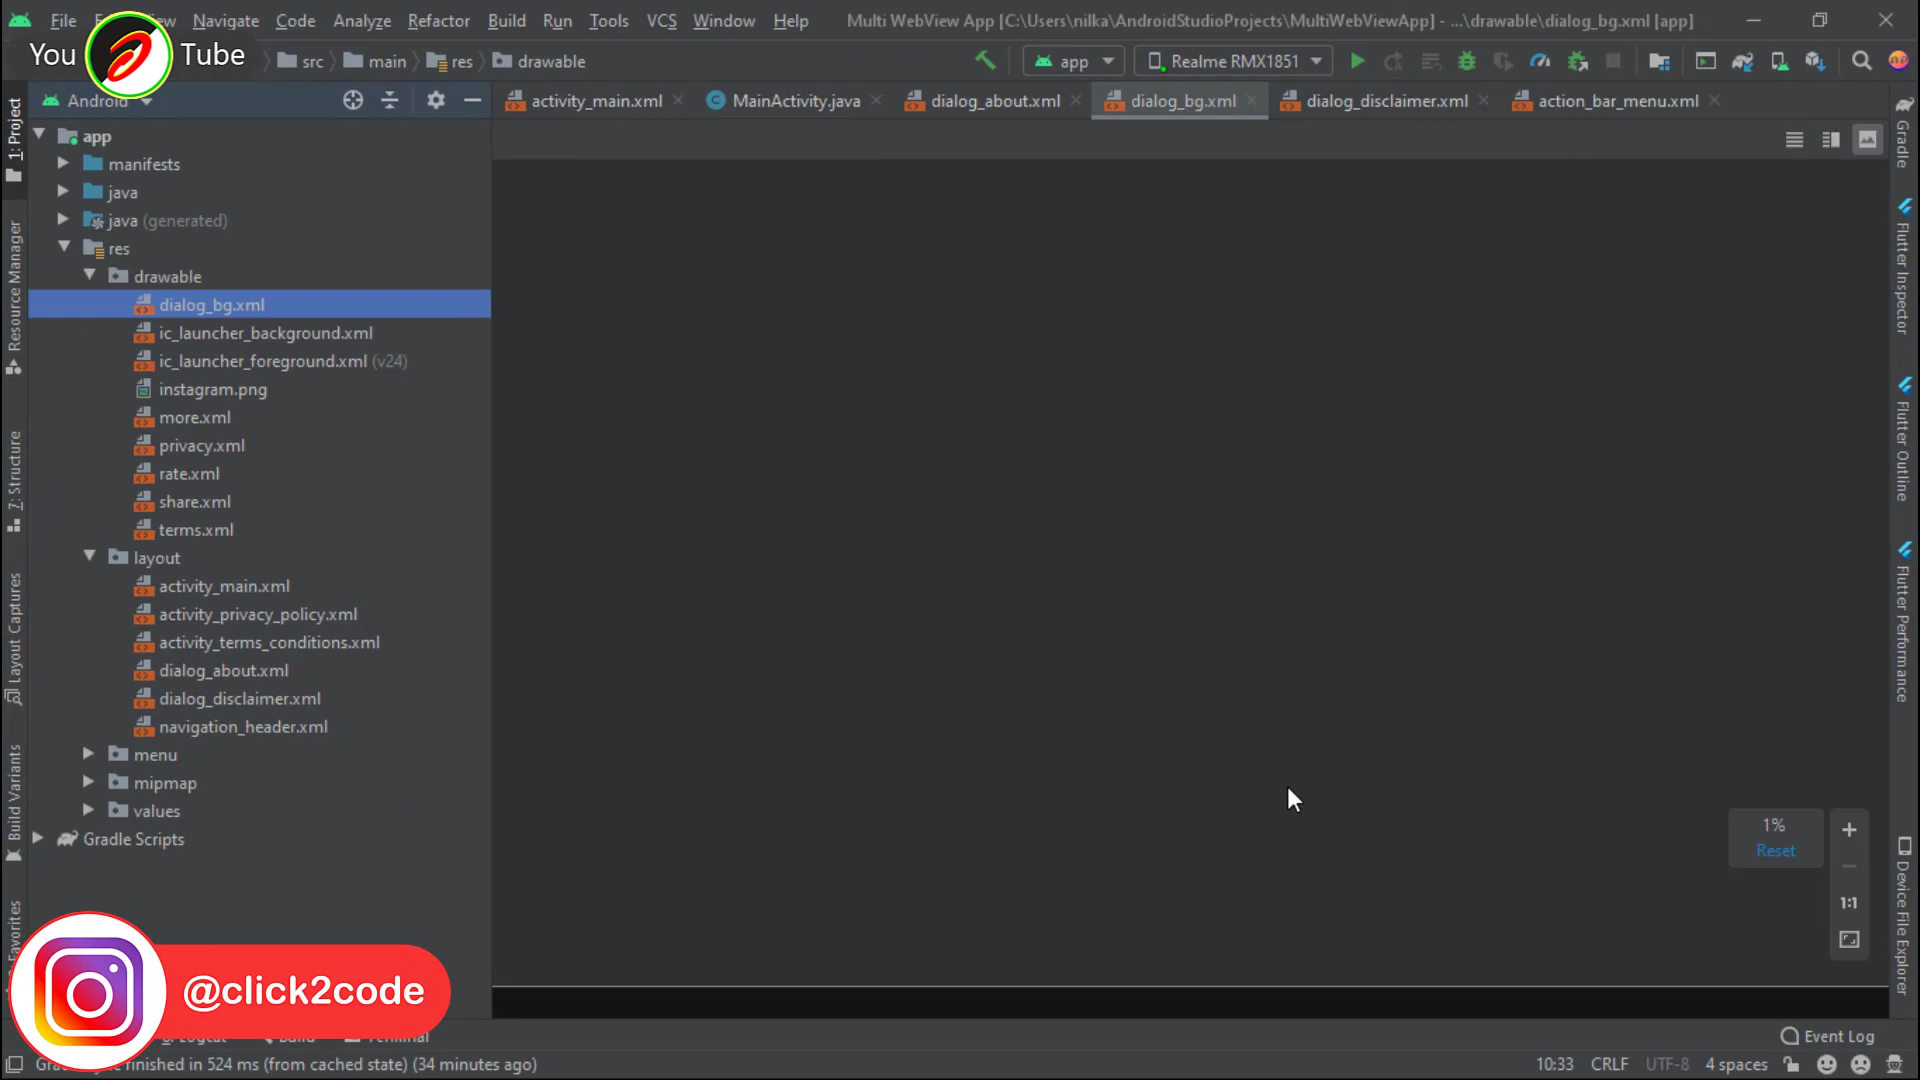 File Edit View Navigate Code Analyze Refactor Build Run Tools VCS Window Help Multi WebView App [C:\Users\nilka\AndroidStudioProjects\MultiWebViewApp] - ...\drawable\dialog_bg.xml [app]
You Tube
src main res drawable app Realme RMX1851
Android
activity_main.xml MainActivity.java dialog_about.xml dialog_bg.xml dialog_disclaimer.xml action_bar_menu.xml
app
manifests
java
java (generated)
res
drawable
dialog_bg.xml
ic_launcher_background.xml
ic_launcher_foreground.xml (v24)
instagram.png
more.xml
privacy.xml
rate.xml
share.xml
terms.xml
layout
activity_main.xml
activity_privacy_policy.xml
activity_terms_conditions.xml
dialog_about.xml
dialog_disclaimer.xml
navigation_header.xml
menu
mipmap
values
Gradle Scripts
1: Project
Resource Manager
7: Structure
Layout Captures
Build Variants
Favorites
Gradle
Flutter Inspector
Flutter Outline
Flutter Performance
Device File Explorer
1%
Reset
1:1
@click2code
Event Log
finished in 524 ms (from cached state) (34 minutes ago)
10:33 CRLF UTF-8 4 spaces